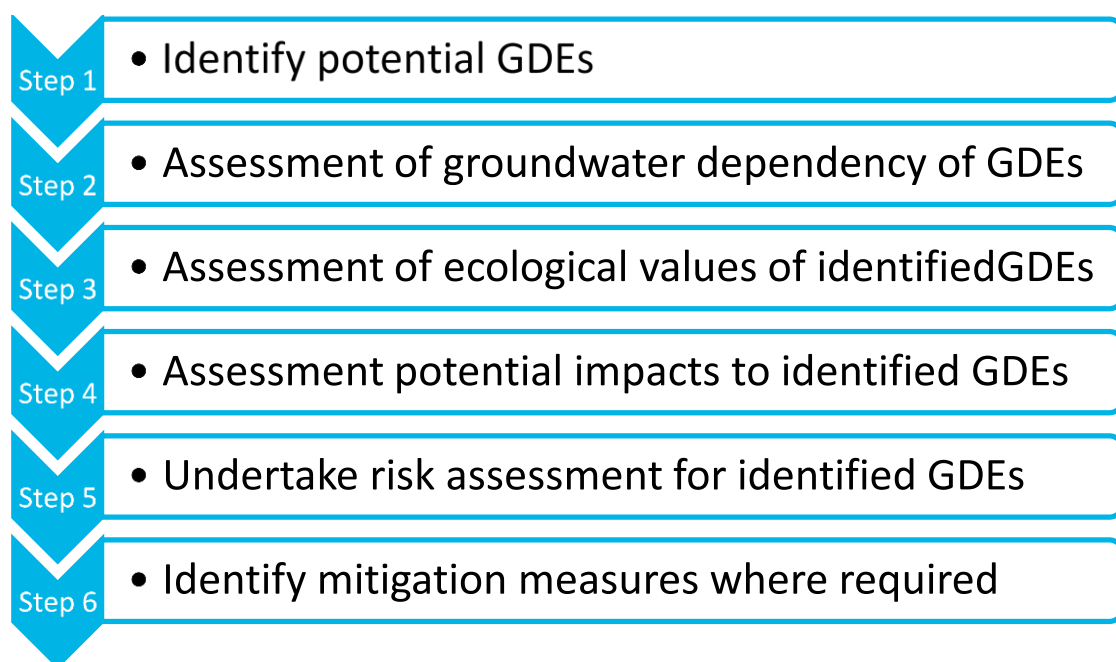 Step 1
• Identify potential GDEs
Step 2
• Assessment of groundwater dependency of GDEs
Step 3
• Assessment of ecological values of identifiedGDEs
Step 4
• Assessment potential impacts to identified GDEs
Step 5
• Undertake risk assessment for identified GDEs
Step 6
• Identify mitigation measures where required